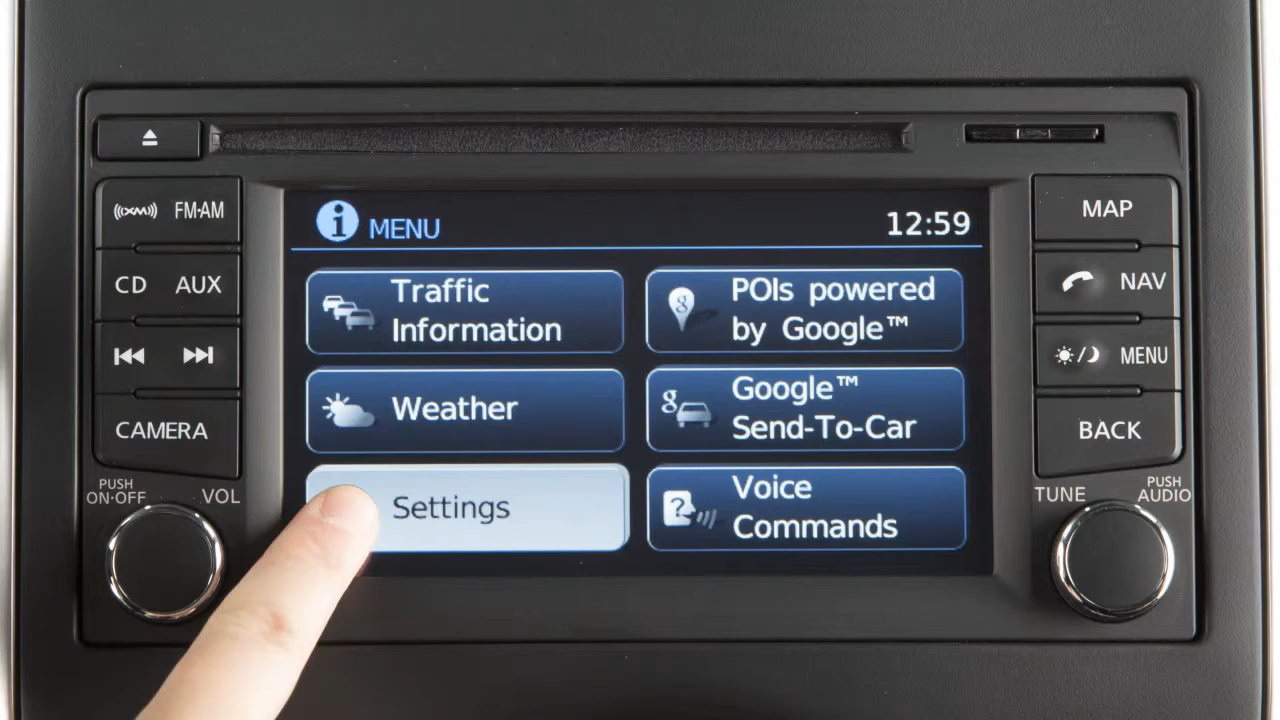 MENU
12:59
Traffic
Information
POIs powered
by Google™
Weather
Google™
Send-To-Car
Settings
Voice
Commands
XM FM·AM
CD AUX
CAMERA
PUSH
ON·OFF
VOL
MAP
NAV
MENU
BACK
TUNE
PUSH
AUDIO